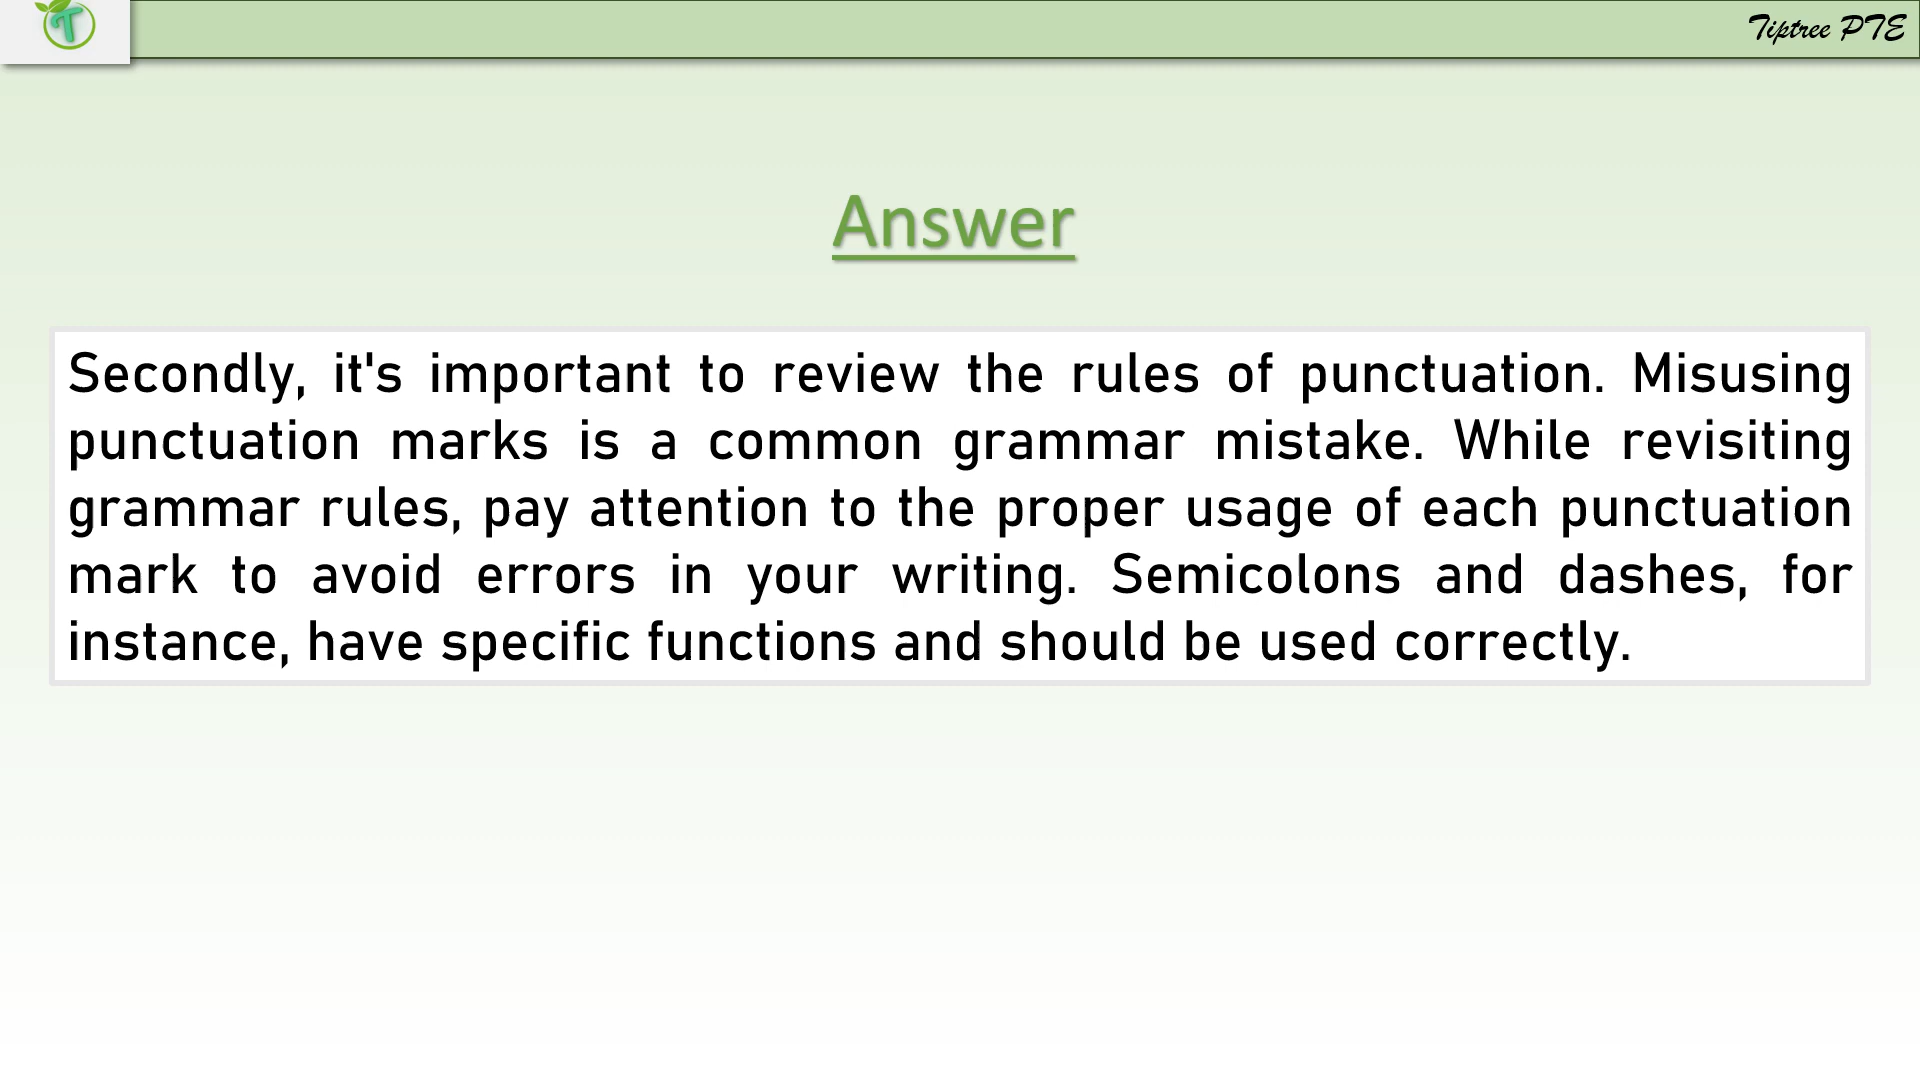 T
Tiptree PTE
Answer
Secondly, it's important to review the rules of punctuation. Misusing
punctuation marks is a common grammar mistake. While revisiting
grammar rules, pay attention to the proper usage of each punctuation
mark to avoid errors in your writing. Semicolons and dashes, for
instance, have specific functions and should be used correctly.